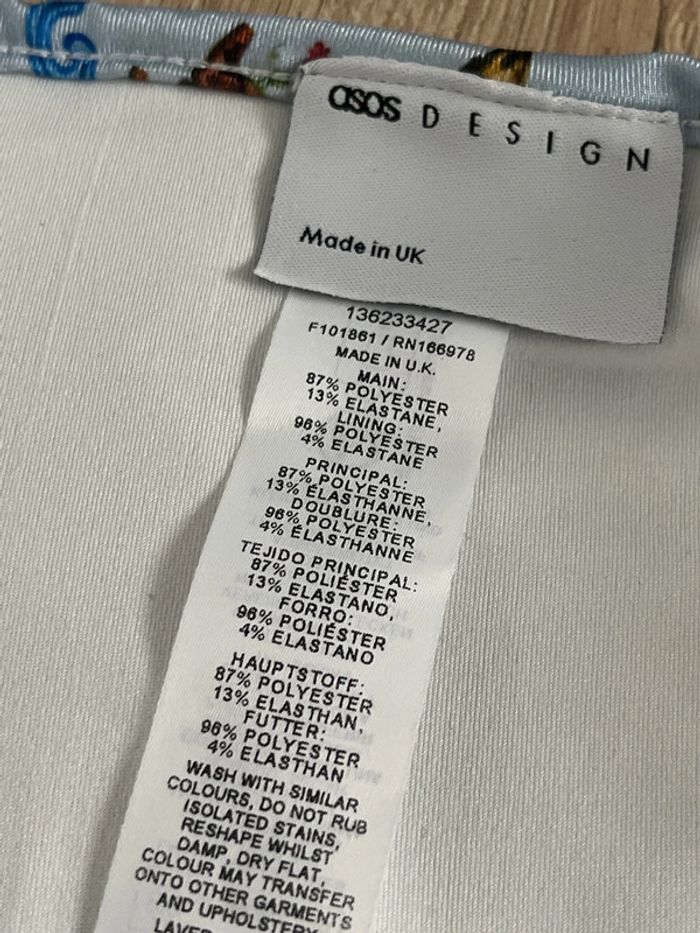 asos DESIGN
Made in UK
136233427
F101861 / RN166978
MADE IN U.K.
MAIN:
87% POLYESTER
13% ELASTANE,
LINING:
96% POLYESTER
4% ELASTANE
PRINCIPAL:
87% POLYESTER
13% ÉLASTHANNE,
DOUBLURE:
96% POLYESTER
4% ÉLASTHANNE
TEJIDO PRINCIPAL:
87% POLIÉSTER
13% ELASTANO,
FORRO:
96% POLIÉSTER
4% ELASTANO
HAUPTSTOFF:
87% POLYESTER
13% ELASTHAN,
FUTTER:
96% POLYESTER
4% ELASTHAN
WASH WITH SIMILAR
COLOURS, DO NOT RUB
ISOLATED STAINS,
RESHAPE WHILST
DAMP, DRY FLAT,
COLOUR MAY TRANSFER
ONTO OTHER GARMENTS
AND UPHOLSTERY